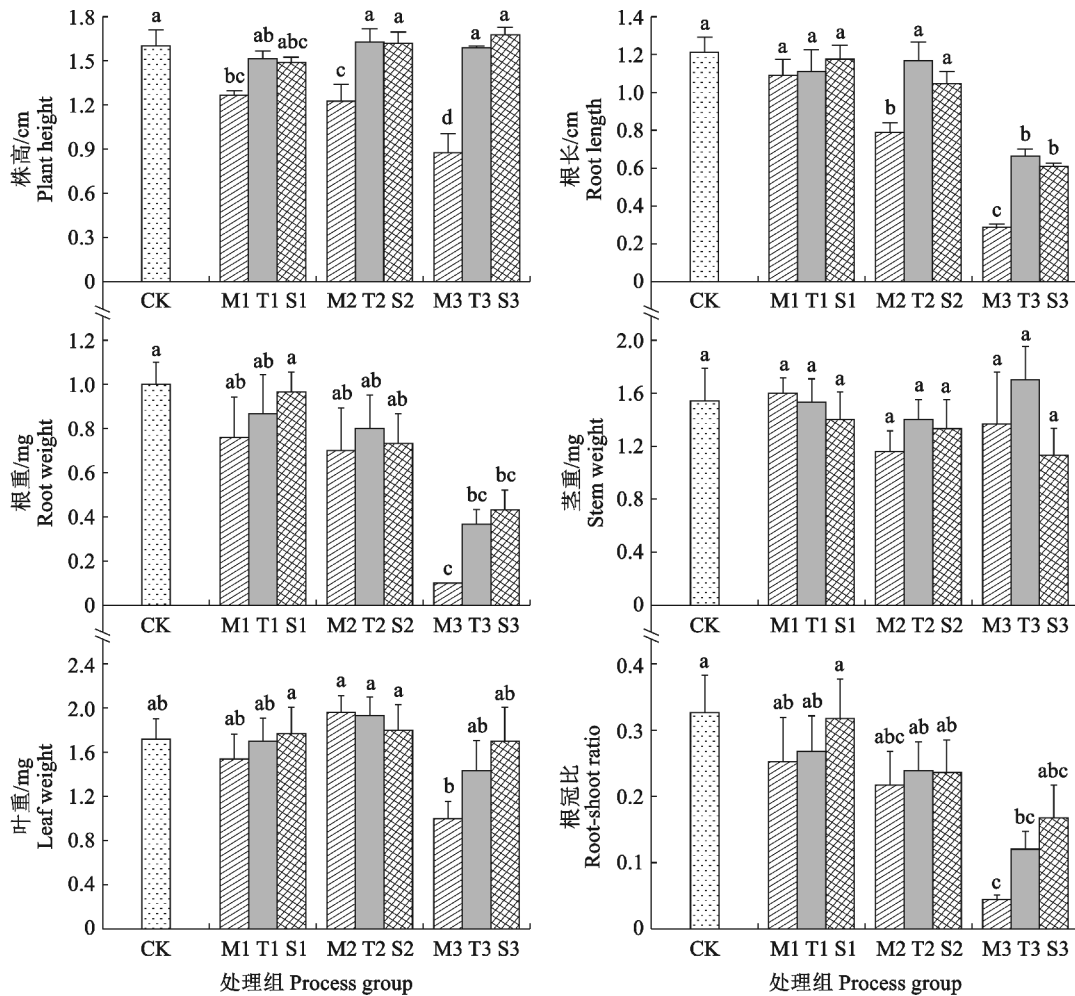 株高/cm
Plant height
1.8
1.5
1.2
0.9
0.6
0.3
0
a
bc
ab
abc
c
a
a
d
a
a
CK M1 T1 S1 M2 T2 S2 M3 T3 S3
根长/cm
Root length
1.4
1.2
1.0
0.8
0.6
0.4
0.2
0
a
a
a
a
b
a
a
c
b
b
CK M1 T1 S1 M2 T2 S2 M3 T3 S3
根重/mg
Root weight
1.2
1.0
0.8
0.6
0.4
0.2
0
a
ab
ab
a
ab
ab
ab
c
bc
bc
CK M1 T1 S1 M2 T2 S2 M3 T3 S3
茎重/mg
Stem weight
2.0
1.6
1.2
1.6
0.4
0
a
a
a
a
a
a
a
a
a
a
CK M1 T1 S1 M2 T2 S2 M3 T3 S3
叶重/mg
Leaf weight
2.4
2.0
1.6
1.2
0.8
0.4
0
ab
ab
ab
a
a
a
a
b
ab
ab
CK M1 T1 S1 M2 T2 S2 M3 T3 S3
处理组 Process group
根冠比
Root-shoot ratio
0.4
0.3
0.2
0.1
0
a
ab
ab
a
abc
ab
ab
c
bc
abc
CK M1 T1 S1 M2 T2 S2 M3 T3 S3
处理组 Process group